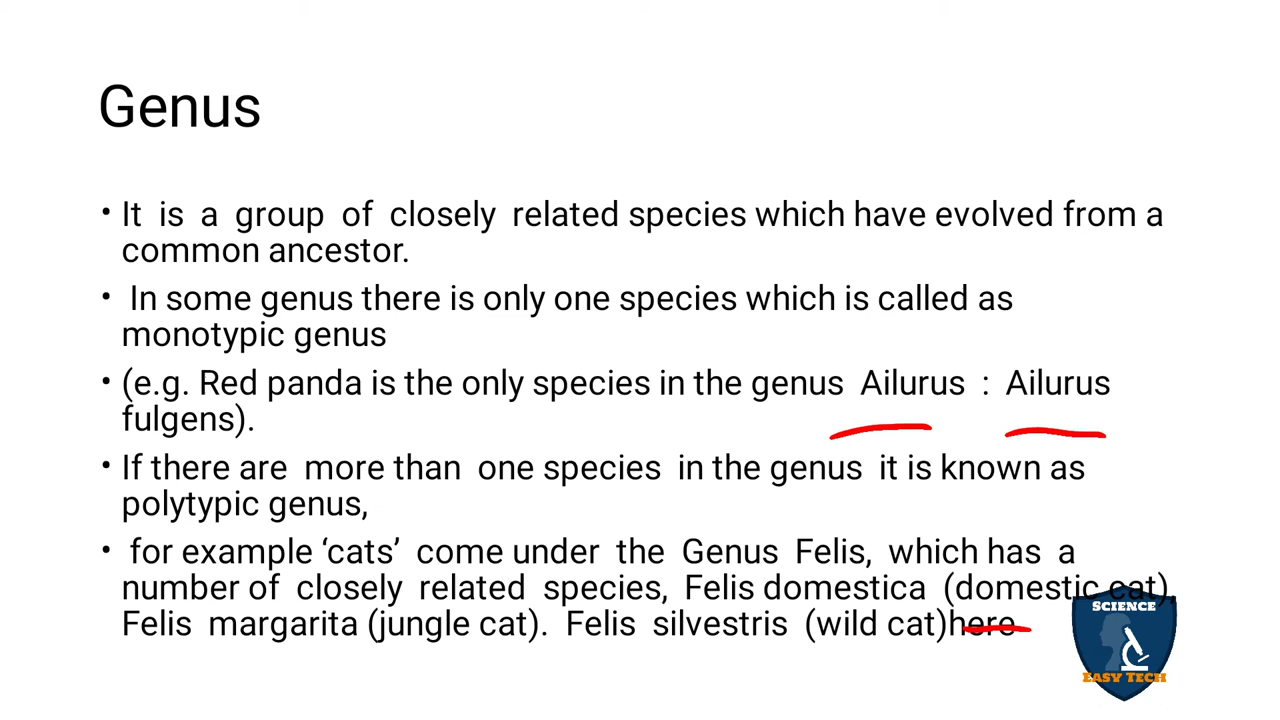 Genus
• It is a group of closely related species which have evolved from a
common ancestor.
• In some genus there is only one species which is called as
monotypic genus
• (e.g. Red panda is the only species in the genus Ailurus : Ailurus
fulgens).
• If there are more than one species in the genus it is known as
polytypic genus,
• for example ‘cats’ come under the Genus Felis, which has a
number of closely related species, Felis domestica (domestic cat),
Felis margarita (jungle cat). Felis silvestris (wild cat)here
SCIENCE
EASY TECH